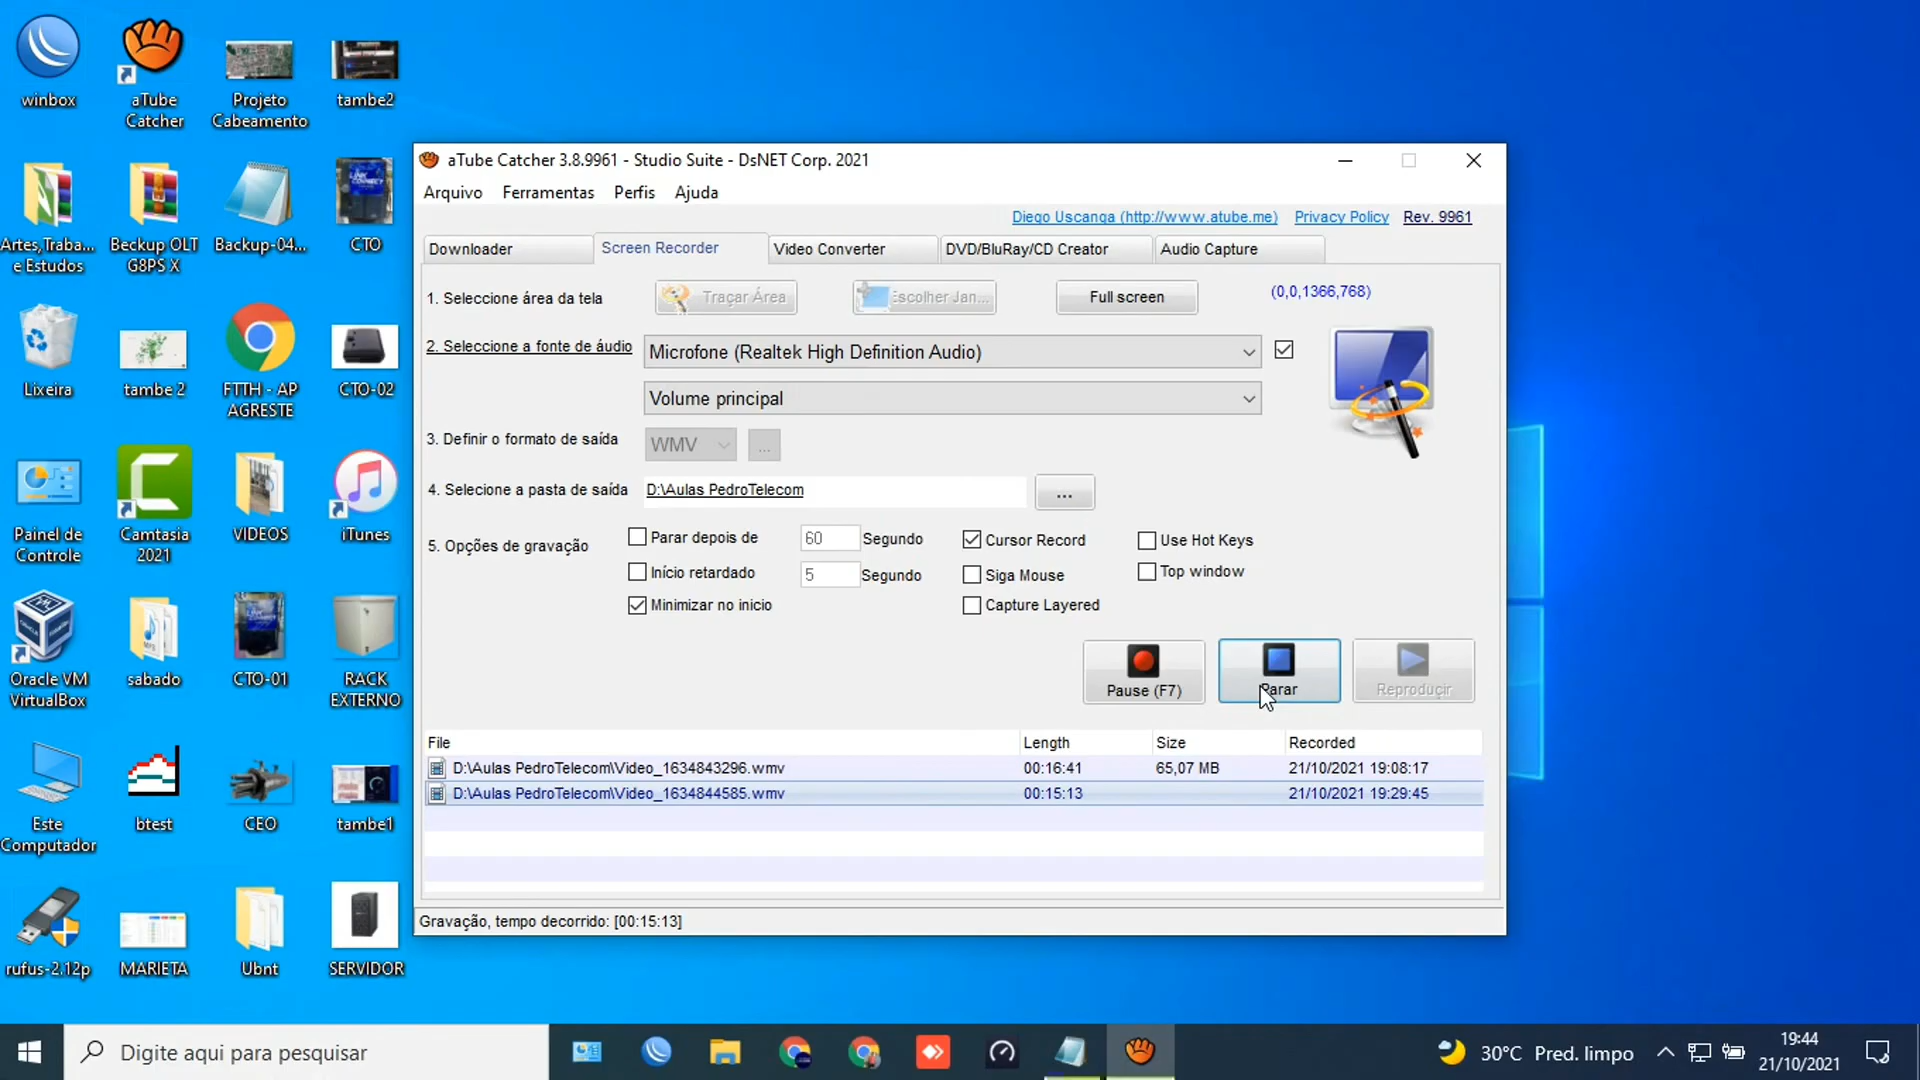 winbox
aTube
Catcher
Projeto
Cabeamento
tambe2
Artes,Traba...
e Estudos
Beckup OLT
G8PS X
Backup-04...
CTO
Lixeira
tambe 2
FTTH - AP
AGRESTE
CTO-02
Painel de
Controle
Camtasia
2021
VIDEOS
iTunes
Oracle VM
VirtualBox
sabado
CTO-01
RACK
EXTERNO
Este
Computador
btest
CEO
tambe1
rufus-2.12p
MARIETA
Ubnt
SERVIDOR
aTube Catcher 3.8.9961 - Studio Suite - DsNET Corp. 2021
Arquivo Ferramentas Perfis Ajuda
Diego Uscanga (http://www.atube.me) Privacy Policy Rev. 9961
Downloader Screen Recorder Video Converter DVD/BluRay/CD Creator Audio Capture
1. Seleccione área da tela Traçar Área Escolher Jan... Full screen (0,0,1366,768)
2. Seleccione a fonte de áudio Microfone (Realtek High Definition Audio)
Volume principal
3. Definir o formato de saída WMV ...
4. Selecione a pasta de saída D:\Aulas PedroTelecom ...
5. Opções de gravação
Parar depois de 60 Segundo Cursor Record Use Hot Keys
Início retardado 5 Segundo Siga Mouse Top window
Minimizar no inicio Capture Layered
Pause (F7) Parar Reproduçir
File Length Size Recorded
D:\Aulas PedroTelecom\Video_1634843296.wmv 00:16:41 65,07 MB 21/10/2021 19:08:17
D:\Aulas PedroTelecom\Video_1634844585.wmv 00:15:13 21/10/2021 19:29:45
Gravação, tempo decorrido: [00:15:13]
Digite aqui para pesquisar
30°C Pred. limpo
19:44
21/10/2021